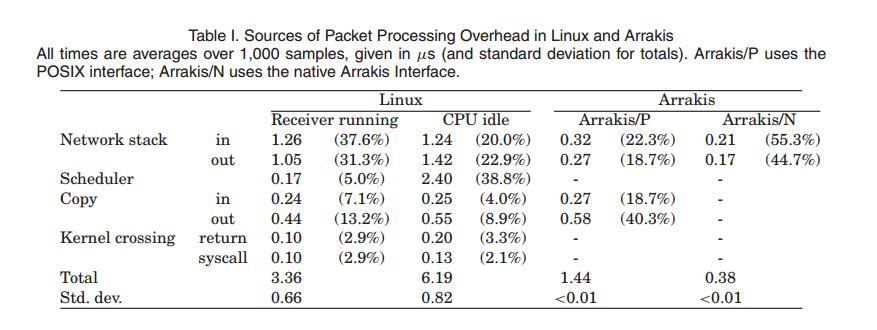 Table I. Sources of Packet Processing Overhead in Linux and Arrakis
All times are averages over 1,000 samples, given in μs (and standard deviation for totals). Arrakis/P uses the
POSIX interface; Arrakis/N uses the native Arrakis Interface.
Linux Arrakis
Receiver running CPU idle Arrakis/P Arrakis/N
Network stack in 1.26 (37.6%) 1.24 (20.0%) 0.32 (22.3%) 0.21 (55.3%)
out 1.05 (31.3%) 1.42 (22.9%) 0.27 (18.7%) 0.17 (44.7%)
Scheduler 0.17 (5.0%) 2.40 (38.8%) - -
Copy in 0.24 (7.1%) 0.25 (4.0%) 0.27 (18.7%) -
out 0.44 (13.2%) 0.55 (8.9%) 0.58 (40.3%) -
Kernel crossing return 0.10 (2.9%) 0.20 (3.3%) - -
syscall 0.10 (2.9%) 0.13 (2.1%) - -
Total 3.36 6.19 1.44 0.38
Std. dev. 0.66 0.82 <0.01 <0.01